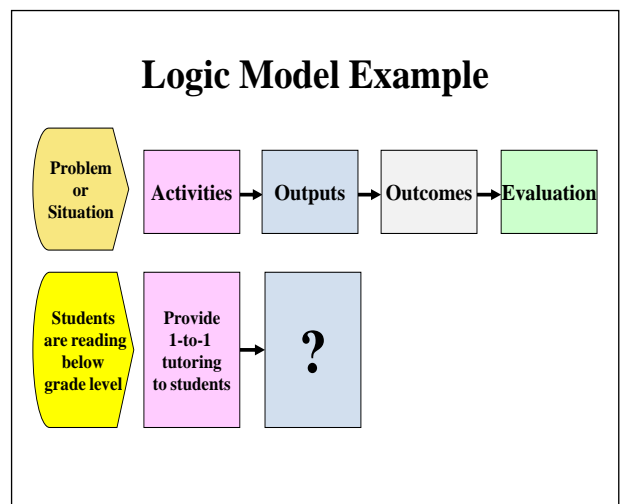 Logic Model Example
Problem
or
Situation
Activities
Outputs
Outcomes
Evaluation
Students
are reading
below
grade level
Provide
1-to-1
tutoring
to students
?